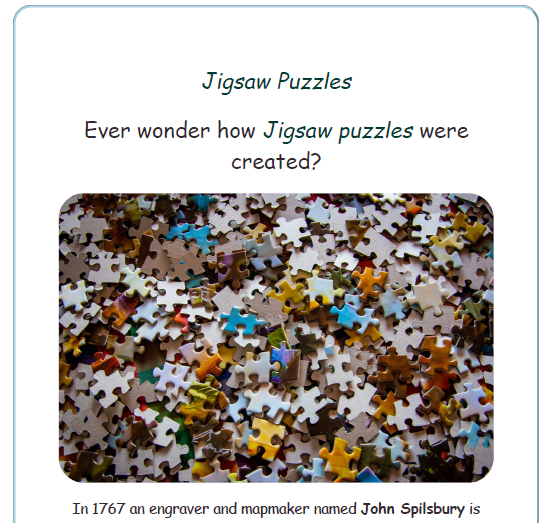 Jigsaw Puzzles
Ever wonder how Jigsaw puzzles were
created?
In 1767 an engraver and mapmaker named John Spilsbury is